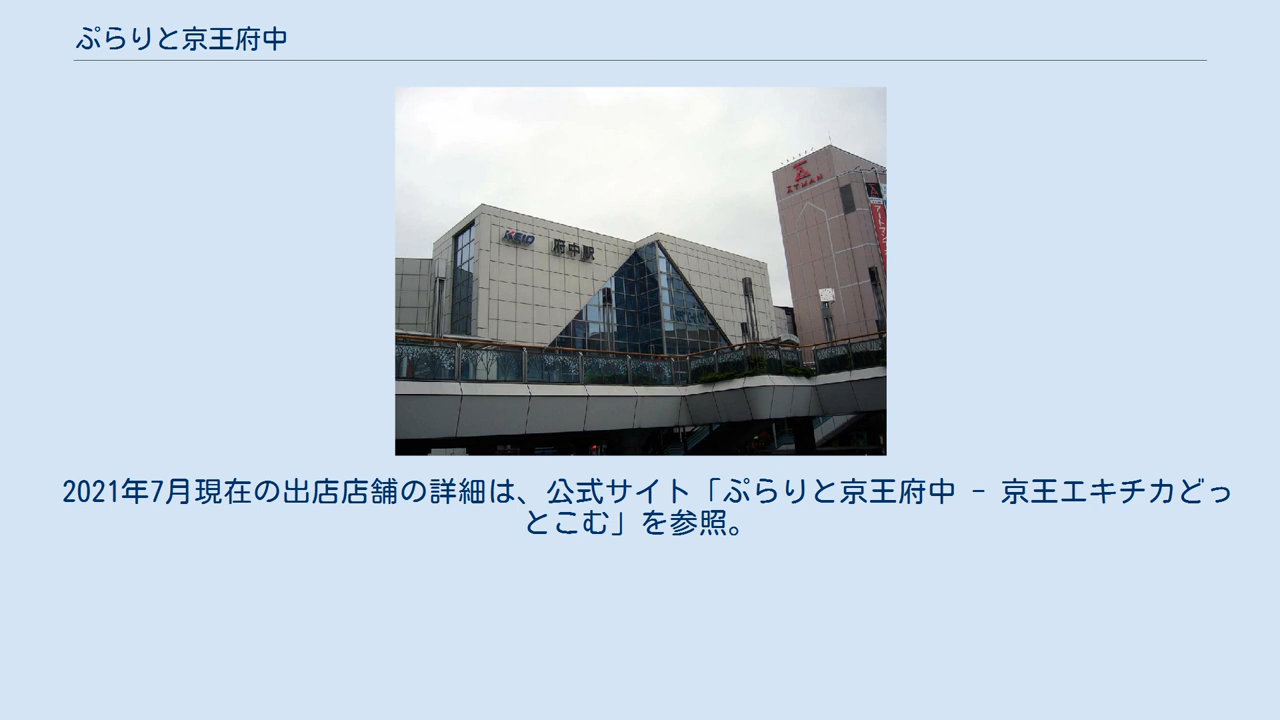 ぷらりと京王府中
KEIO 府中駅
ATMAN
2021年7月現在の出店店舗の詳細は、公式サイト「ぷらりと京王府中 - 京王エキチカどっ
とこむ」を参照。